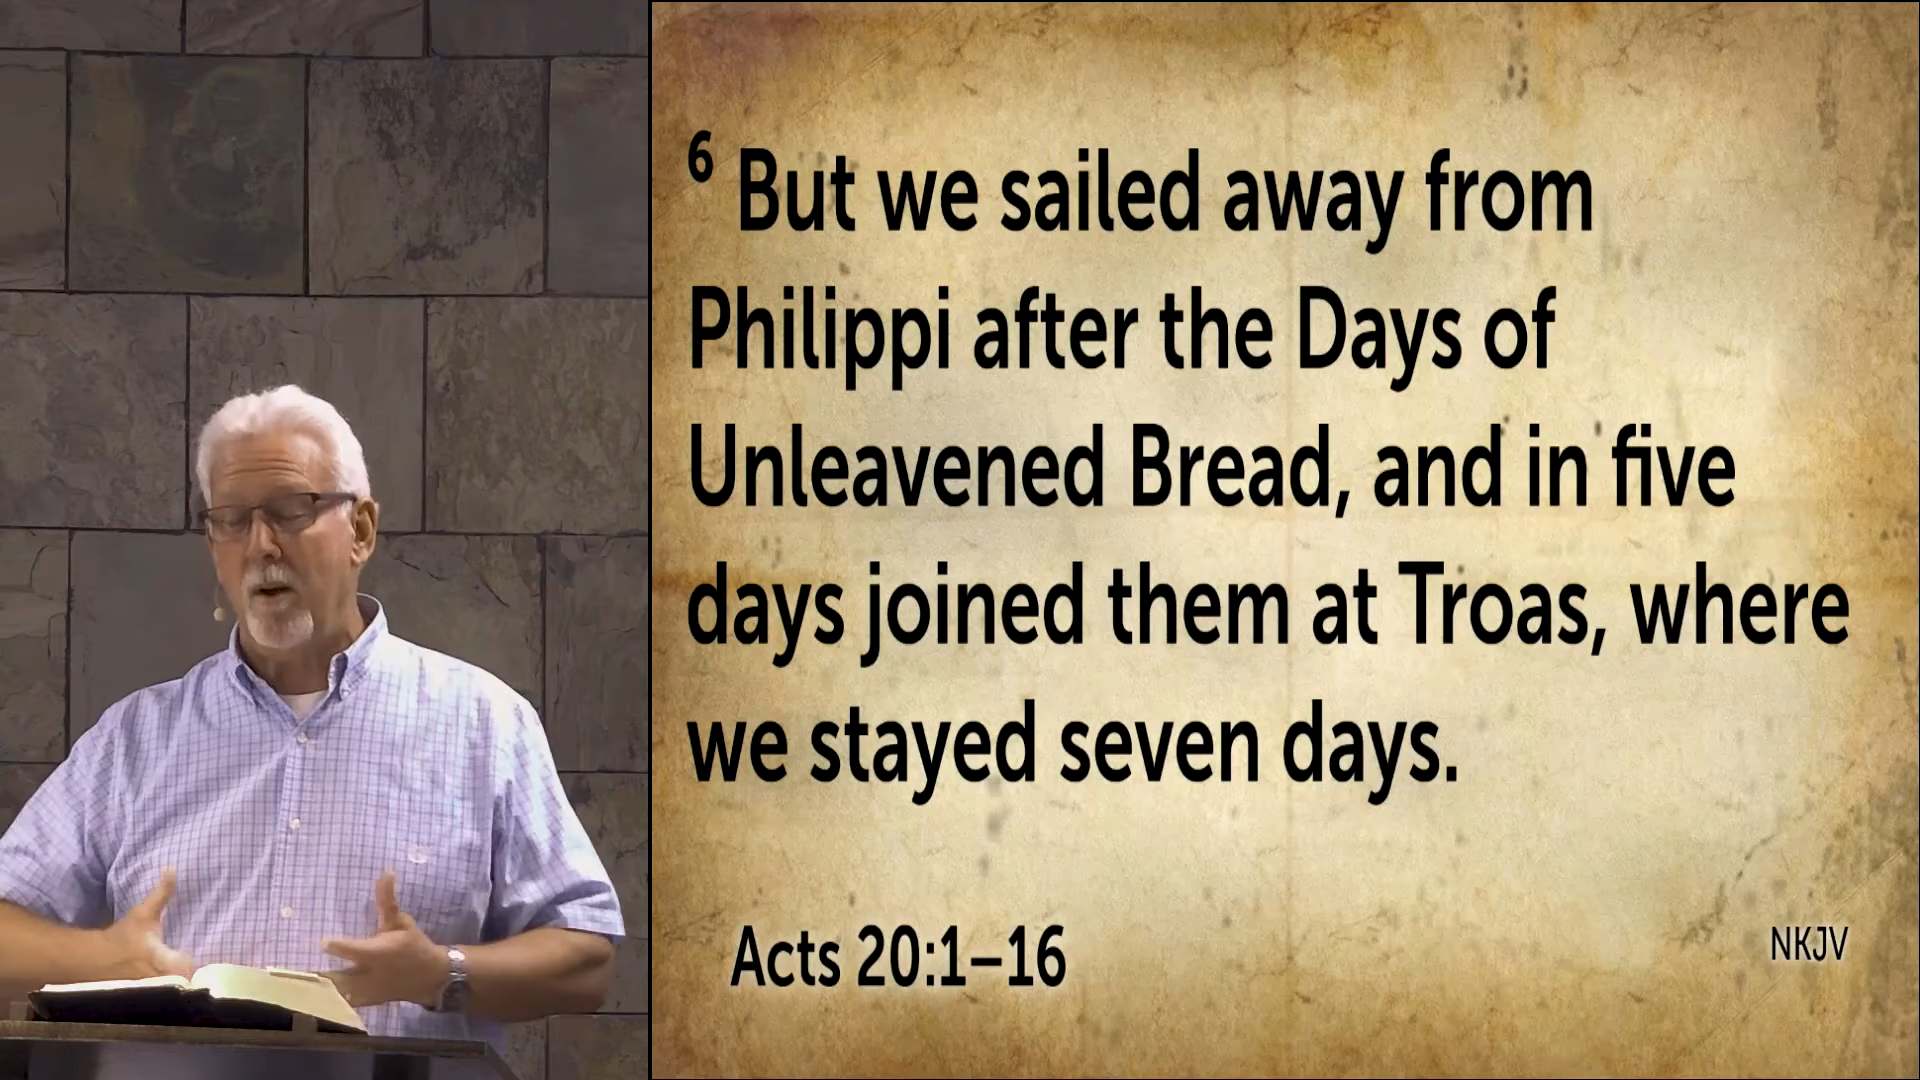 6 But we sailed away from
Philippi after the Days of
Unleavened Bread, and in five
days joined them at Troas, where
we stayed seven days.
Acts 20:1–16
NKJV